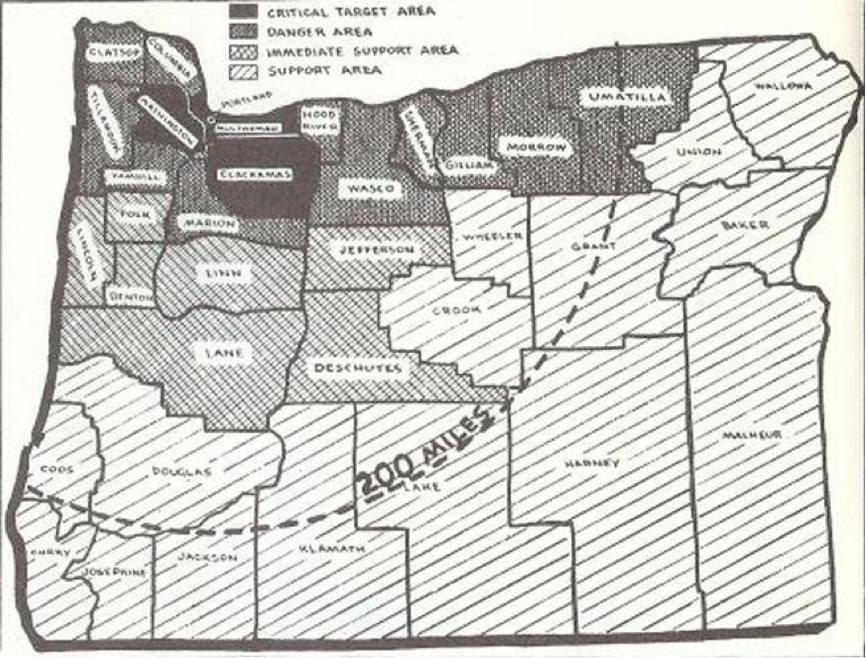 CRITICAL TARGET AREA
DANGER AREA
IMMEDIATE SUPPORT AREA
SUPPORT AREA
CLATSOP
COLUMBIA
TILLAMOOK
WASHINGTON
PORTLAND
MULTNOMAH
HOOD
RIVER
SHERMAN
GILLIAM
MORROW
UMATILLA
WALLOWA
UNION
YAMHILL
CLACKAMAS
WASCO
POLK
MARION
WHEELER
GRANT
BAKER
LINCOLN
BENTON
LINN
JEFFERSON
CROOK
LANE
DESCHUTES
COOS
DOUGLAS
200 MILES
LAKE
HARNEY
MALHEUR
CURRY
JOSEPHINE
JACKSON
KLAMATH